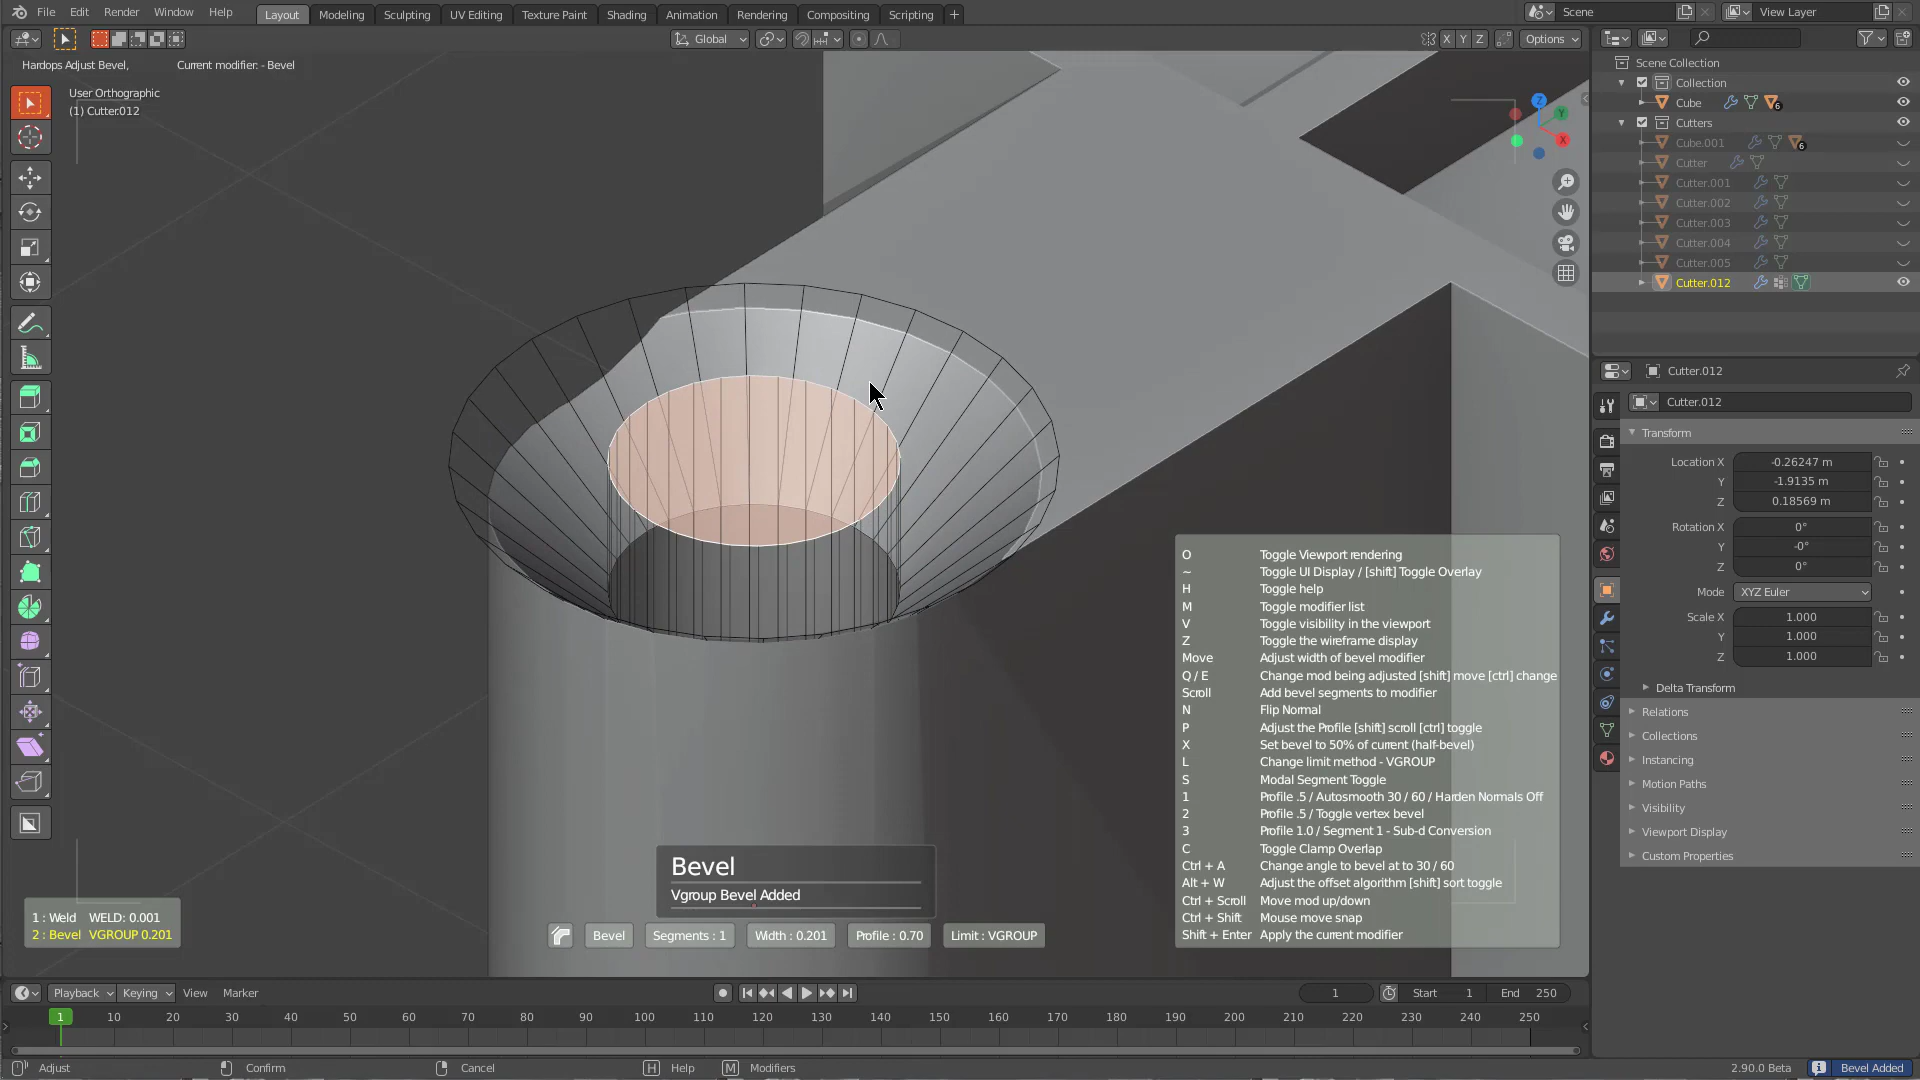 File Edit Render Window Help Layout Modeling Sculpting UV Editing Texture Paint Shading Animation Rendering Compositing Scripting + Scene View Layer
Global X Y Z Options
Hardops Adjust Bevel, Current modifier: - Bevel
User Orthographic
(1) Cutter.012
Z
Y
X
Scene Collection
Collection
Cube 6
Cutters
Cube.001 6
Cutter
Cutter.001
Cutter.002
Cutter.003
Cutter.004
Cutter.005
Cutter.012
Cutter.012
Cutter.012
Transform
Location X -0.26247 m
Y -1.9135 m
Z 0.18569 m
Rotation X 0°
Y -0°
Z 0°
Mode XYZ Euler
Scale X 1.000
Y 1.000
Z 1.000
Delta Transform
Relations
Collections
Instancing
Motion Paths
Visibility
Viewport Display
Custom Properties
O Toggle Viewport rendering
~ Toggle UI Display / [shift] Toggle Overlay
H Toggle help
M Toggle modifier list
V Toggle visibility in the viewport
Z Toggle the wireframe display
Move Adjust width of bevel modifier
Q / E Change mod being adjusted [shift] move [ctrl] change
Scroll Add bevel segments to modifier
N Flip Normal
P Adjust the Profile [shift] scroll [ctrl] toggle
X Set bevel to 50% of current (half-bevel)
L Change limit method - VGROUP
S Modal Segment Toggle
1 Profile .5 / Autosmooth 30 / 60 / Harden Normals Off
2 Profile .5 / Toggle vertex bevel
3 Profile 1.0 / Segment 1 - Sub-d Conversion
C Toggle Clamp Overlap
Ctrl + A Change angle to bevel at to 30 / 60
Alt + W Adjust the offset algorithm [shift] sort toggle
Ctrl + Scroll Move mod up/down
Ctrl + Shift Mouse move snap
Shift + Enter Apply the current modifier
Bevel
Vgroup Bevel Added
1 : Weld WELD: 0.001
2 : Bevel VGROUP 0.201
Bevel Segments : 1 Width : 0.201 Profile : 0.70 Limit : VGROUP
Playback Keying View Marker 1 Start 1 End 250
1 10 20 30 40 50 60 70 80 90 100 110 120 130 140 150 160 170 180 190 200 210 220 230 240 250
Adjust Confirm Cancel H Help M Modifiers 2.90.0 Beta Bevel Added